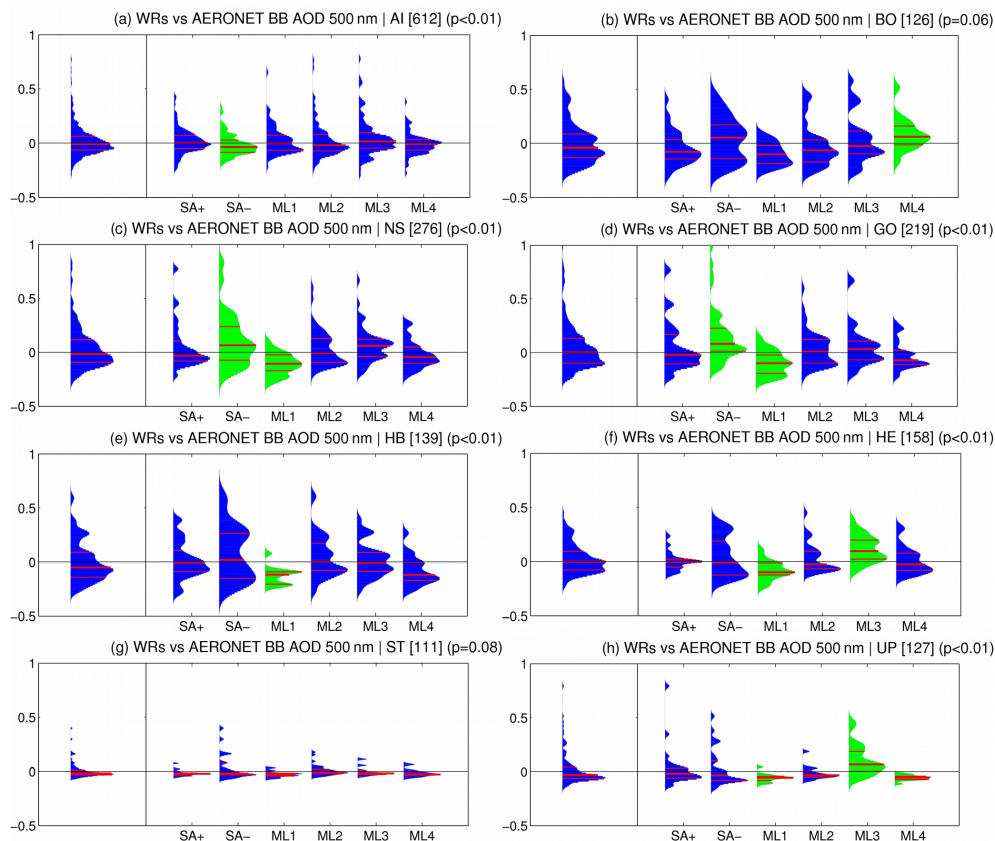 (a) WRs vs AERONET BB AOD 500 nm | AI [612] (p<0.01)
1
0.5
0
−0.5
SA+ SA− ML1 ML2 ML3 ML4
(b) WRs vs AERONET BB AOD 500 nm | BO [126] (p=0.06)
1
0.5
0
−0.5
SA+ SA− ML1 ML2 ML3 ML4
(c) WRs vs AERONET BB AOD 500 nm | NS [276] (p<0.01)
1
0.5
0
−0.5
SA+ SA− ML1 ML2 ML3 ML4
(d) WRs vs AERONET BB AOD 500 nm | GO [219] (p<0.01)
1
0.5
0
−0.5
SA+ SA− ML1 ML2 ML3 ML4
(e) WRs vs AERONET BB AOD 500 nm | HB [139] (p<0.01)
1
0.5
0
−0.5
SA+ SA− ML1 ML2 ML3 ML4
(f) WRs vs AERONET BB AOD 500 nm | HE [158] (p<0.01)
1
0.5
0
−0.5
SA+ SA− ML1 ML2 ML3 ML4
(g) WRs vs AERONET BB AOD 500 nm | ST [111] (p=0.08)
1
0.5
0
−0.5
SA+ SA− ML1 ML2 ML3 ML4
(h) WRs vs AERONET BB AOD 500 nm | UP [127] (p<0.01)
1
0.5
0
−0.5
SA+ SA− ML1 ML2 ML3 ML4